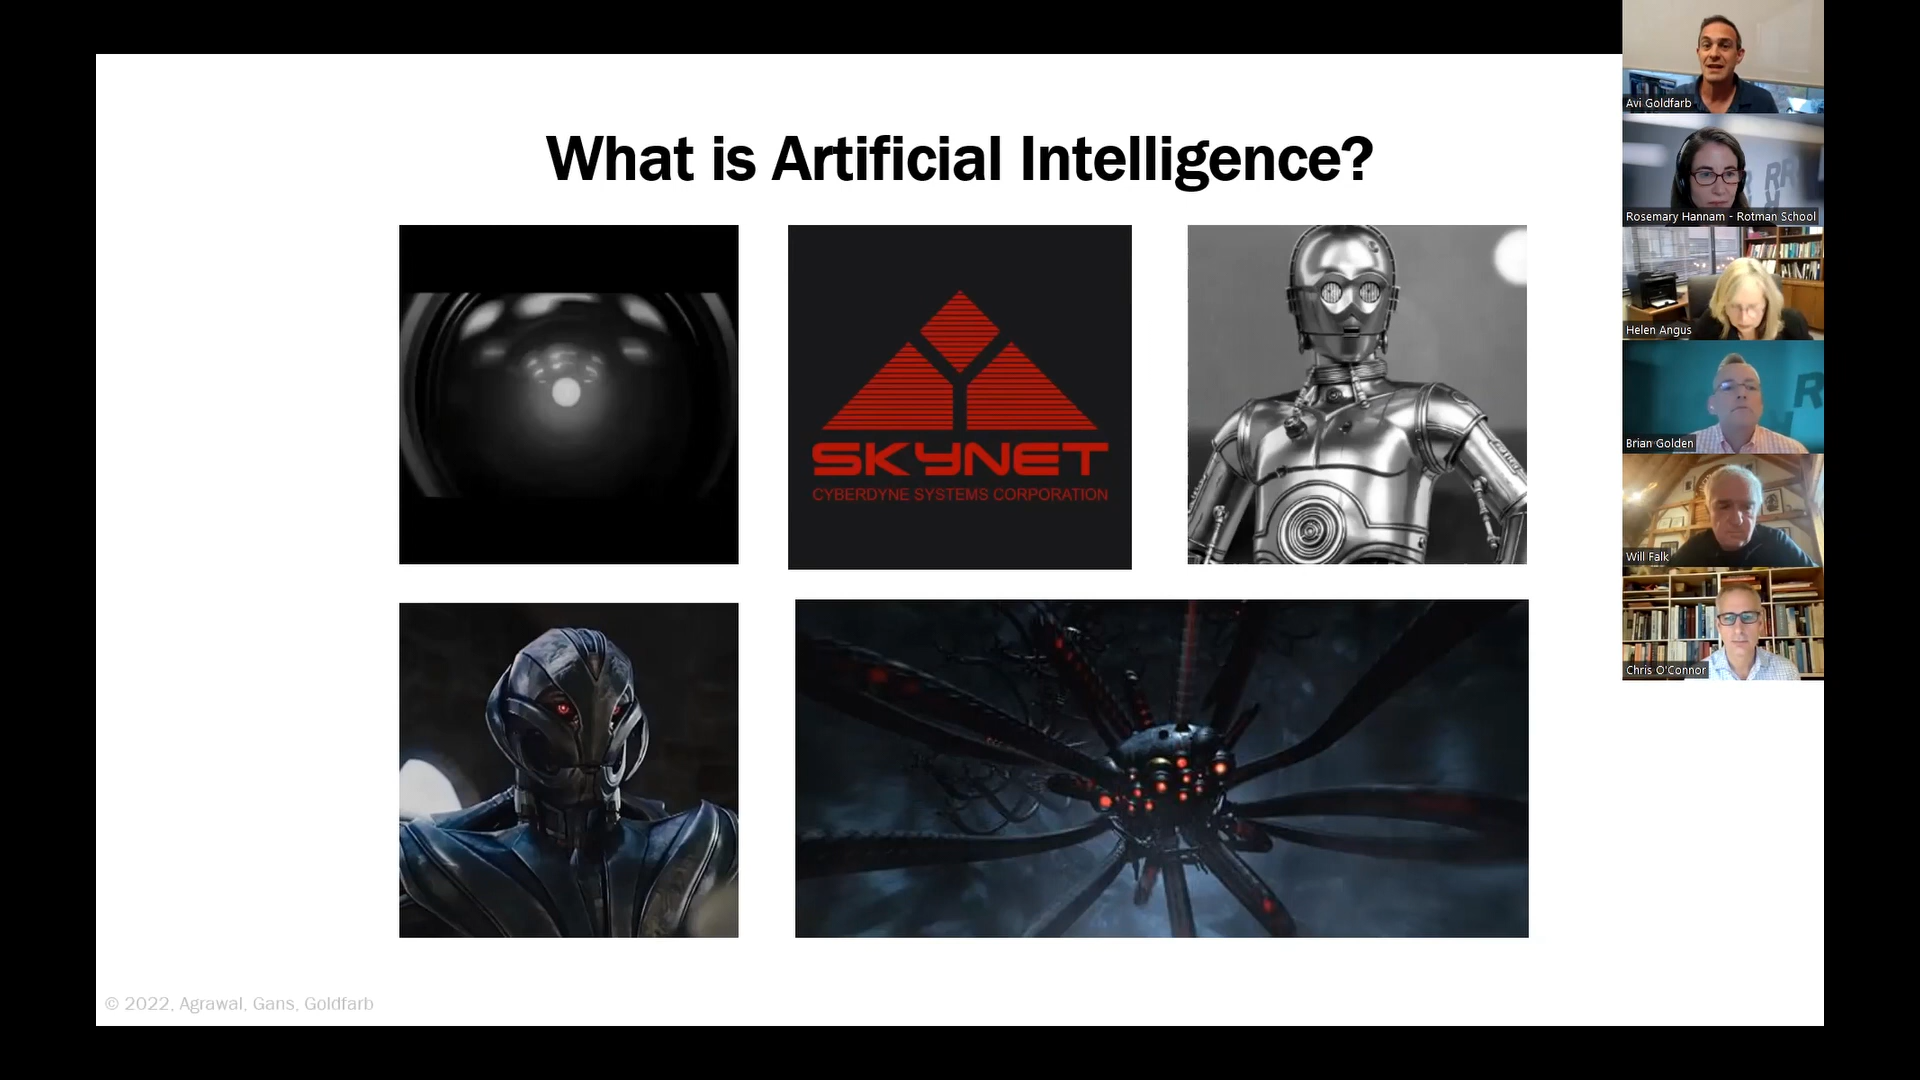 What is Artificial Intelligence?
SKYNET
CYBERDYNE SYSTEMS CORPORATION
© 2022, Agrawal, Gans, Goldfarb
Avi Goldfarb
Rosemary Hannam - Rotman School
Helen Angus
Brian Golden
Will Falk
Chris O'Connor